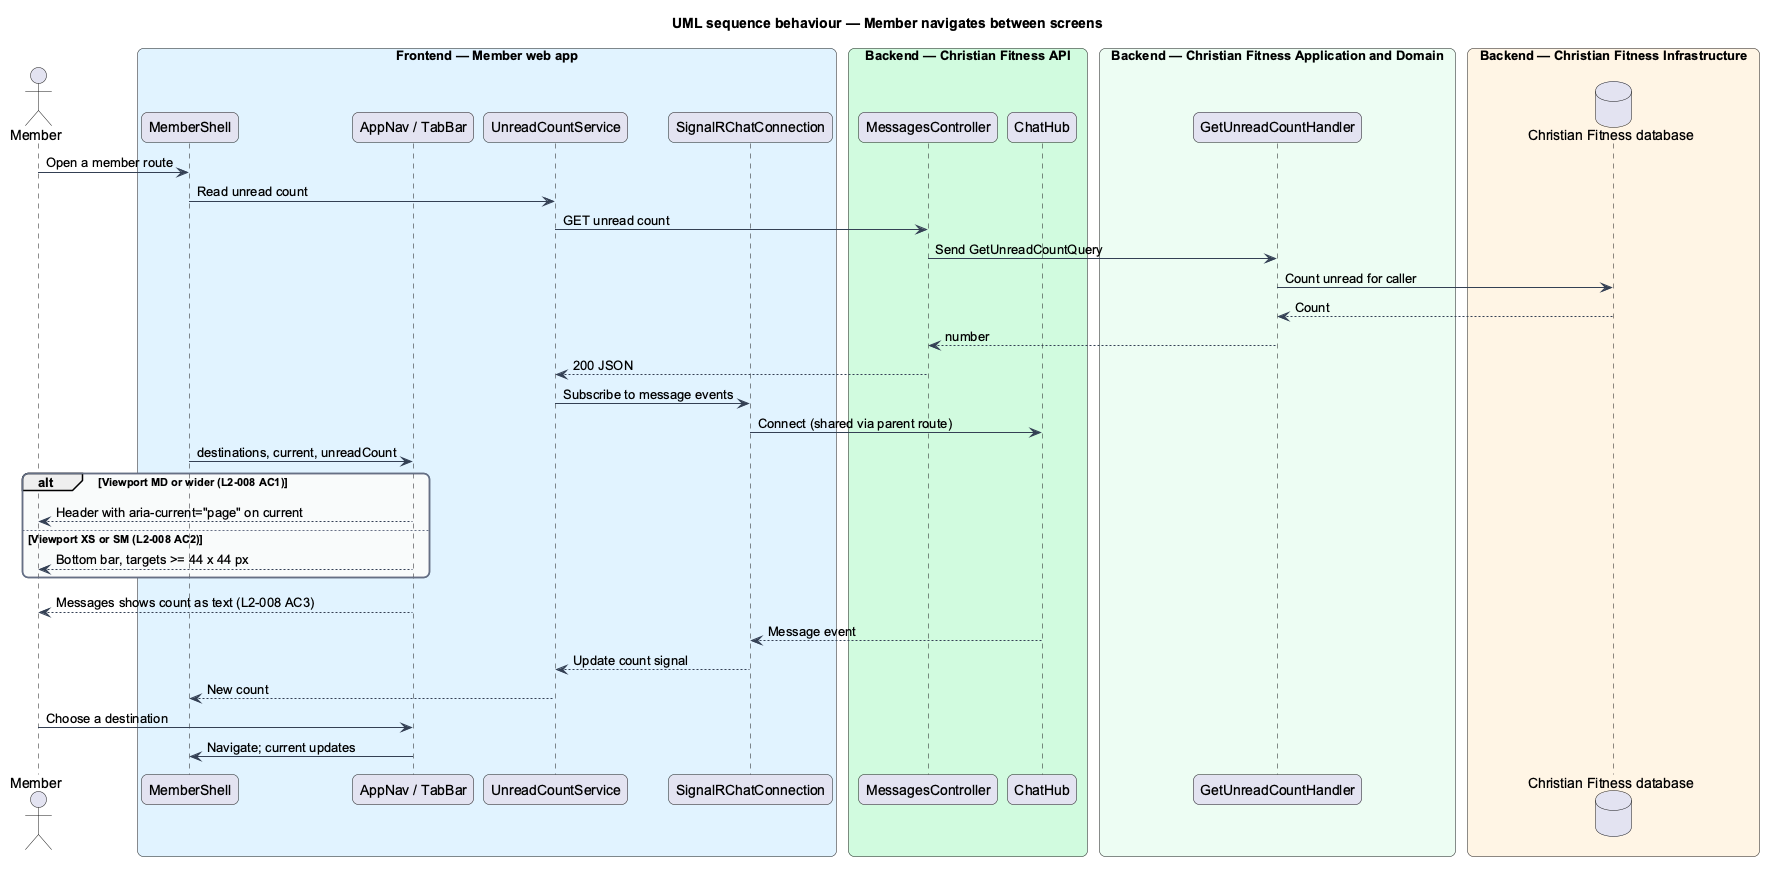 UML sequence behaviour — Member navigates between screens
Frontend — Member web app
Backend — Christian Fitness API
Backend — Christian Fitness Application and Domain
Backend — Christian Fitness Infrastructure
Member
MemberShell
AppNav / TabBar
UnreadCountService
SignalRChatConnection
MessagesController
ChatHub
GetUnreadCountHandler
Christian Fitness database
Open a member route
Read unread count
GET unread count
Send GetUnreadCountQuery
Count unread for caller
Count
number
200 JSON
Subscribe to message events
Connect (shared via parent route)
destinations, current, unreadCount
alt
[Viewport MD or wider (L2-008 AC1)]
Header with aria-current="page" on current
[Viewport XS or SM (L2-008 AC2)]
Bottom bar, targets >= 44 x 44 px
Messages shows count as text (L2-008 AC3)
Message event
Update count signal
New count
Choose a destination
Navigate; current updates
Member
MemberShell
AppNav / TabBar
UnreadCountService
SignalRChatConnection
MessagesController
ChatHub
GetUnreadCountHandler
Christian Fitness database